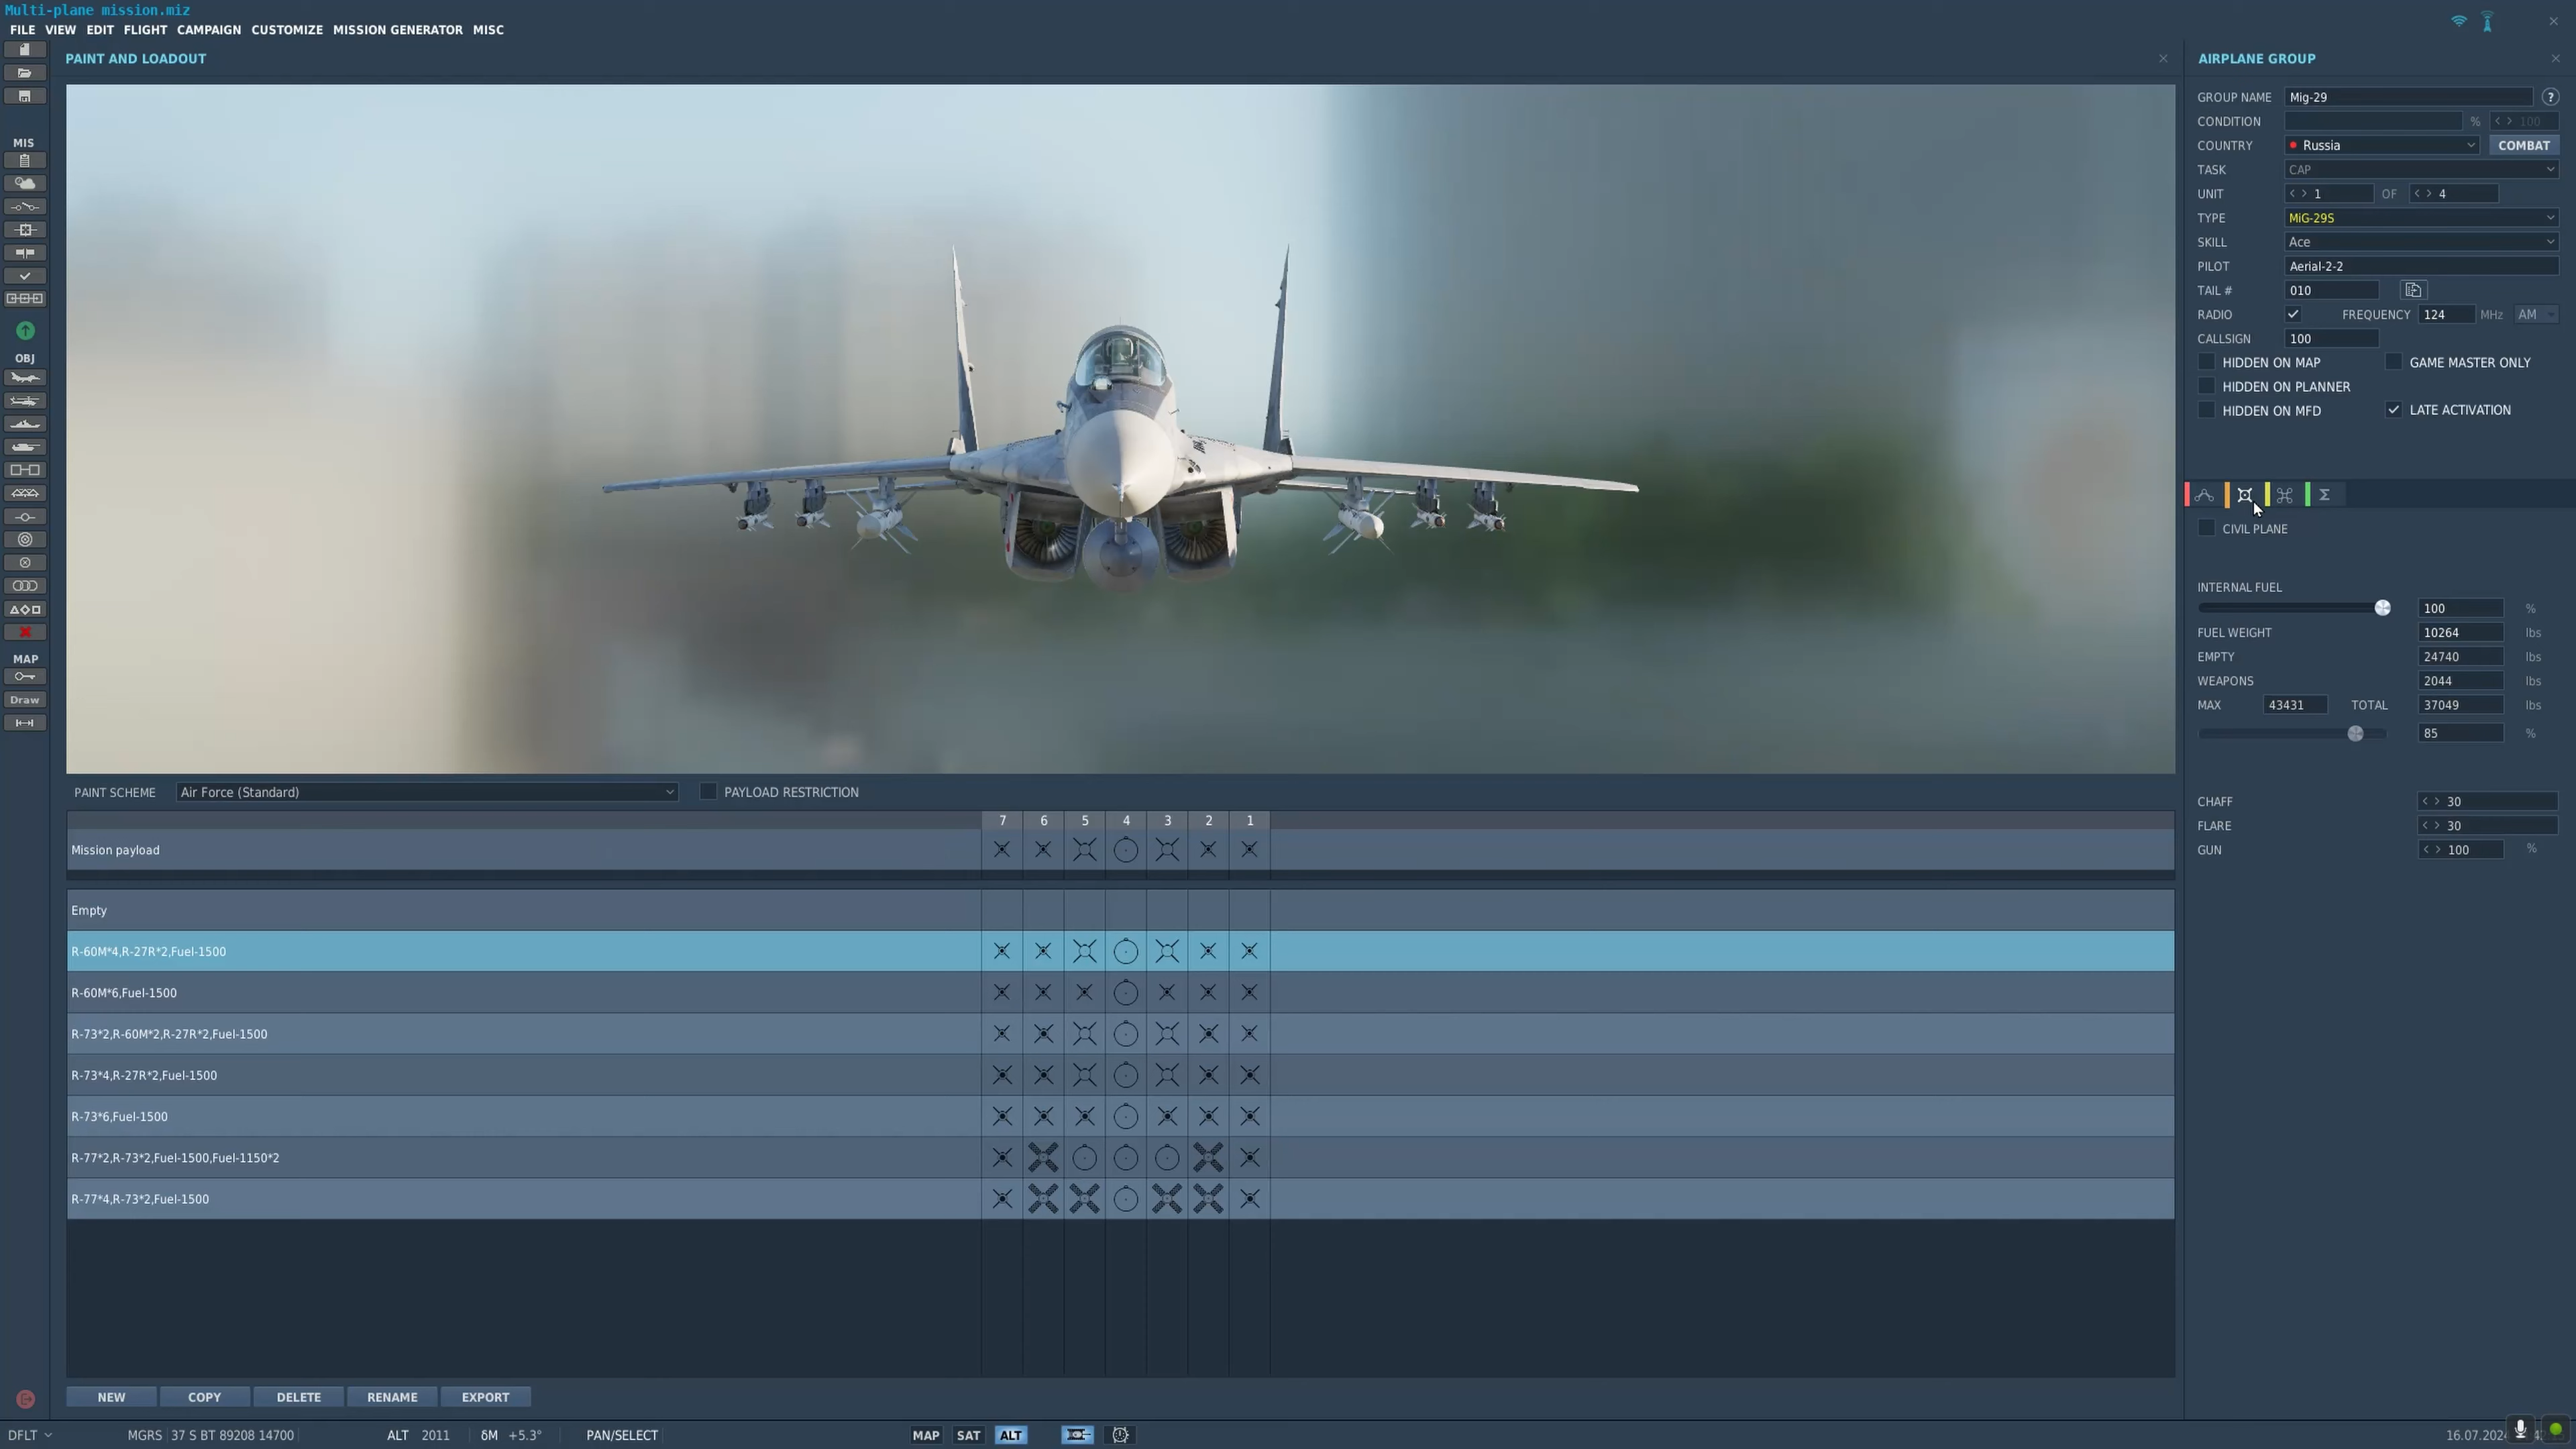 Multi-plane mission.miz
FILE VIEW EDIT FLIGHT CAMPAIGN CUSTOMIZE MISSION GENERATOR MISC
PAINT AND LOADOUT
MIS
OBJ
MAP
Draw
PAINT SCHEME Air Force (Standard) PAYLOAD RESTRICTION
7 6 5 4 3 2 1
Mission payload
Empty
R-60M*4,R-27R*2,Fuel-1500
R-60M*6,Fuel-1500
R-73*2,R-60M*2,R-27R*2,Fuel-1500
R-73*4,R-27R*2,Fuel-1500
R-73*6,Fuel-1500
R-77*2,R-73*2,Fuel-1500,Fuel-1150*2
R-77*4,R-73*2,Fuel-1500
NEW COPY DELETE RENAME EXPORT
AIRPLANE GROUP
GROUP NAME Mig-29 ?
CONDITION % < > 100
COUNTRY Russia COMBAT
TASK CAP
UNIT < > 1 OF < > 4
TYPE MiG-29S
SKILL Ace
PILOT Aerial-2-2
TAIL # 010
RADIO FREQUENCY 124 MHz AM
CALLSIGN 100
HIDDEN ON MAP GAME MASTER ONLY
HIDDEN ON PLANNER
HIDDEN ON MFD LATE ACTIVATION
Σ
CIVIL PLANE
INTERNAL FUEL
100 %
FUEL WEIGHT 10264 lbs
EMPTY 24740 lbs
WEAPONS 2044 lbs
MAX 43431 TOTAL 37049 lbs
85 %
CHAFF < > 30
FLARE < > 30
GUN < > 100 %
DFLT MGRS 37 S BT 89208 14700 ALT 2011 δM +5.3° PAN/SELECT MAP SAT ALT